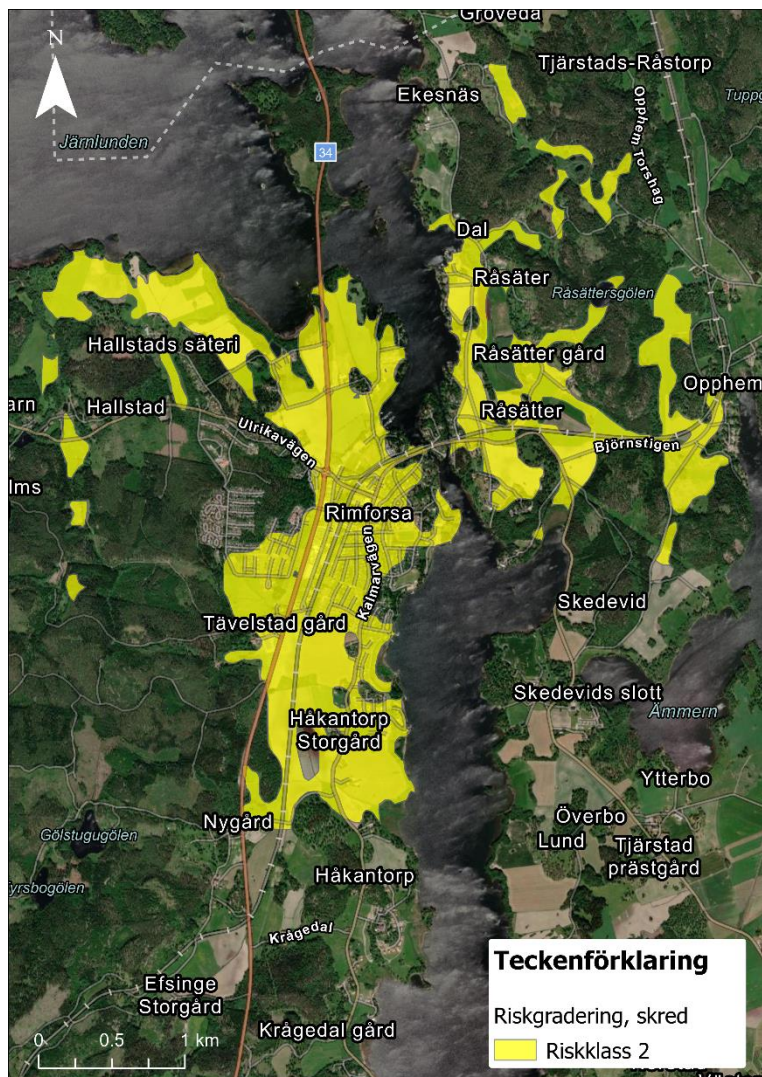 Groveda
N
Tjärstads-Råstorp
Ekesnäs
Järnlunden
34
Opphem Torshag
Dal
Råsäter
Råsättersgölen
Hallstads säteri
Råsätter gård
Opphem
arn
Hallstad
Råsätter
Ulrikavägen
Björnstigen
lms
Rimforsa
Kalmarvägen
Skedevid
Tävelstad gård
Skedevids slott
Ämmern
Håkantorp
Storgård
Ytterbo
Nygård
Överbo
Lund
Gölstugugölen
Tjärstad
prästgård
Håkantorp
yrsbogölen
Krågedal
Efsinge
Storgård
Krågedal gård
0 0.5 1 km
Teckenförklaring
Riskgradering, skred
Riskklass 2